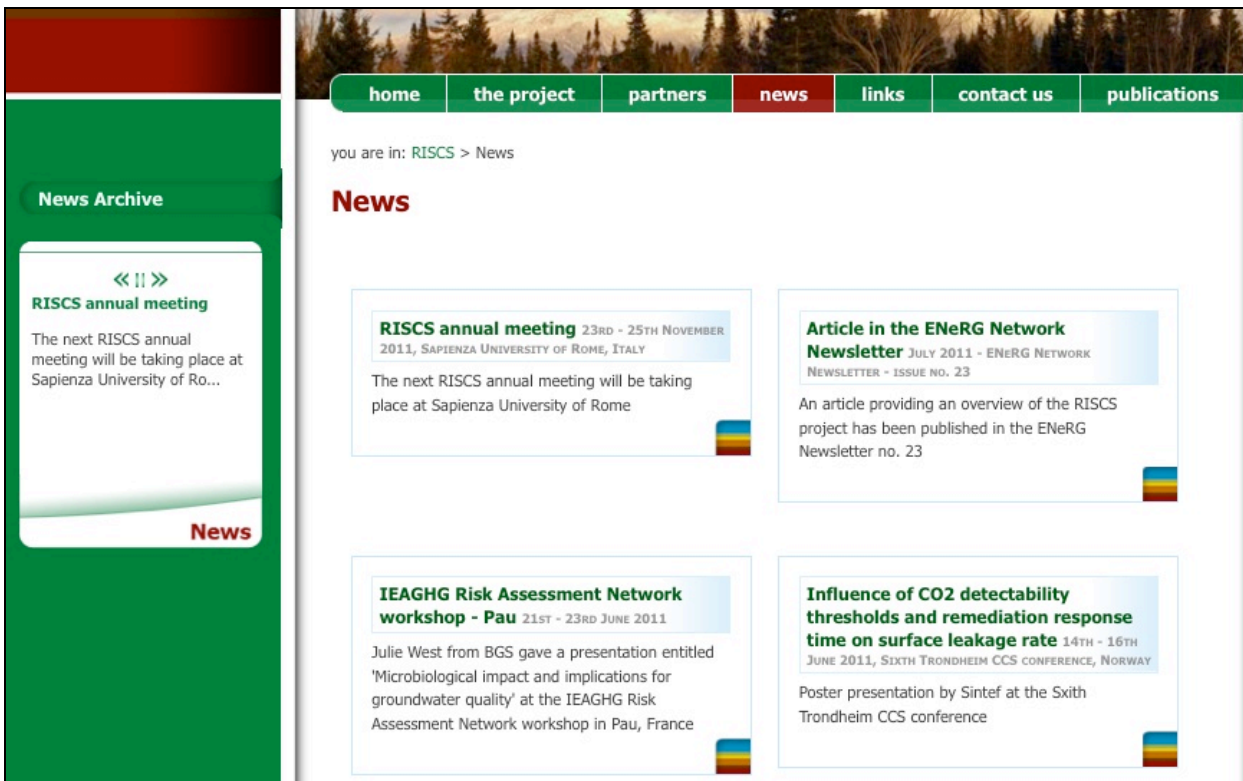 home the project partners news links contact us publications
you are in: RISCS > News
News Archive
News
« || »
RISCS annual meeting
The next RISCS annual
meeting will be taking place at
Sapienza University of Ro...
News
RISCS annual meeting 23RD - 25TH NOVEMBER
2011, SAPIENZA UNIVERSITY OF ROME, ITALY
The next RISCS annual meeting will be taking
place at Sapienza University of Rome
Article in the ENeRG Network
Newsletter JULY 2011 - ENERG NETWORK
NEWSLETTER - ISSUE NO. 23
An article providing an overview of the RISCS
project has been published in the ENeRG
Newsletter no. 23
IEAGHG Risk Assessment Network
workshop - Pau 21ST - 23RD JUNE 2011
Julie West from BGS gave a presentation entitled
'Microbiological impact and implications for
groundwater quality' at the IEAGHG Risk
Assessment Network workshop in Pau, France
Influence of CO2 detectability
thresholds and remediation response
time on surface leakage rate 14TH - 16TH
JUNE 2011, SIXTH TRONDHEIM CCS CONFERENCE, NORWAY
Poster presentation by Sintef at the Sxith
Trondheim CCS conference